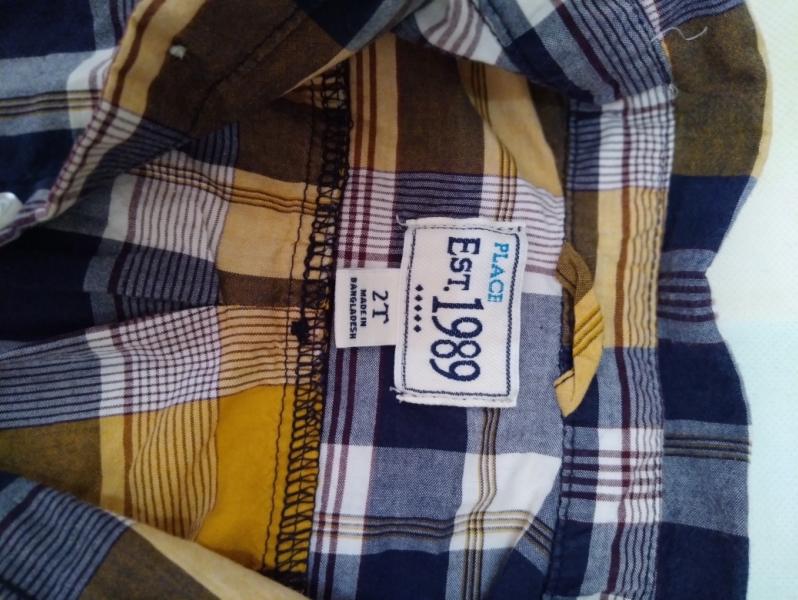 PLACE
EST. 1989
2T
MADE IN
BANGLADESH